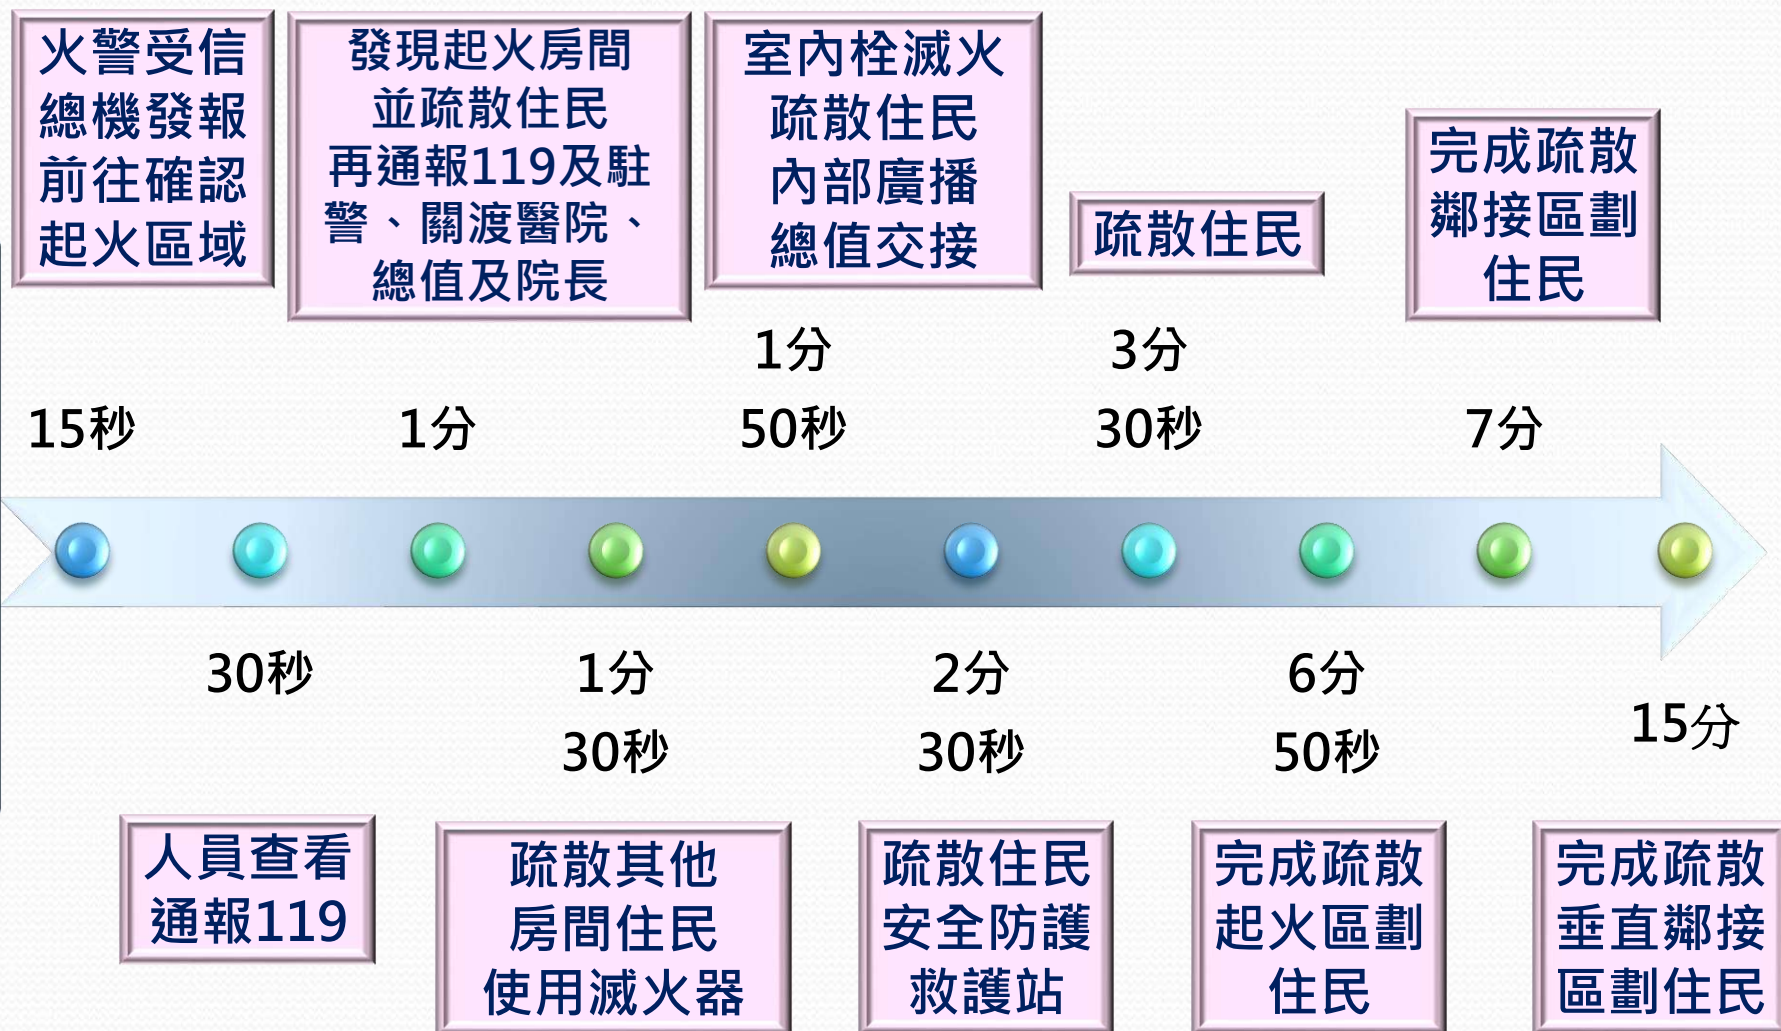 火警受信
總機發報
前往確認
起火區域
發現起火房間
並疏散住民
再通報119及駐
警、關渡醫院、
總值及院長
室內栓滅火
疏散住民
內部廣播
總值交接
疏散住民
完成疏散
鄰接區劃
住民
15秒
1分
1分
50秒
3分
30秒
7分
30秒
1分
30秒
2分
30秒
6分
50秒
15分
人員查看
通報119
疏散其他
房間住民
使用滅火器
疏散住民
安全防護
救護站
完成疏散
起火區劃
住民
完成疏散
垂直鄰接
區劃住民